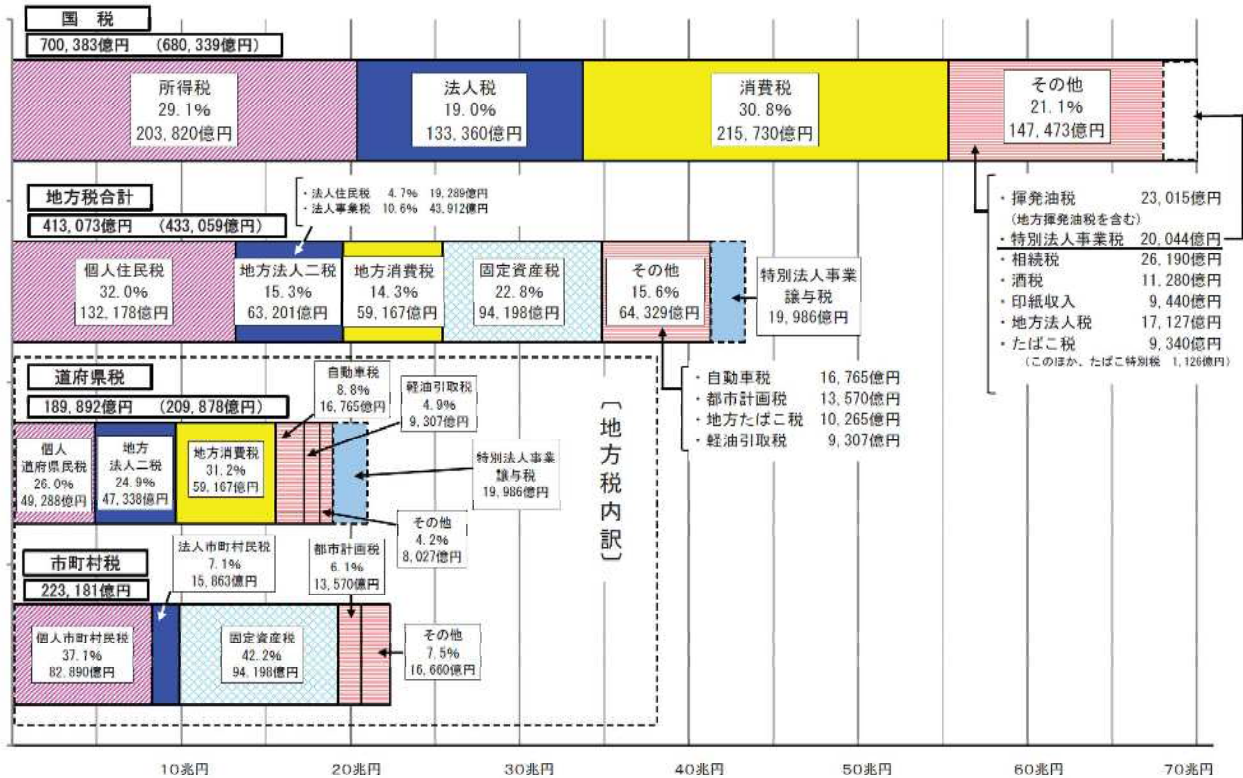 国 税
700,383億円 (680,339億円)
所得税
29.1%
203,820億円
法人税
19.0%
133,360億円
消費税
30.8%
215,730億円
その他
21.1%
147,473億円
・揮発油税 23,015億円
(地方揮発油税を含む)
・特別法人事業税 20,044億円
・相続税 26,190億円
・酒税 11,280億円
・印紙収入 9,440億円
・地方法人税 17,127億円
・たばこ税 9,340億円
(このほか、たばこ特別税 1,126億円)
地方税合計
413,073億円 (433,059億円)
・法人住民税 4.7% 19,289億円
・法人事業税 10.6% 43,912億円
個人住民税
32.0%
132,178億円
地方法人二税
15.3%
63,201億円
地方消費税
14.3%
59,167億円
固定資産税
22.8%
94,198億円
その他
15.6%
64,329億円
特別法人事業
譲与税
19,986億円
・自動車税 16,765億円
・都市計画税 13,570億円
・地方たばこ税 10,265億円
・軽油引取税 9,307億円
〔地方税内訳〕
道府県税
189,892億円 (209,878億円)
個人
道府県民税
26.0%
49,288億円
地方
法人二税
24.9%
47,338億円
地方消費税
31.2%
59,167億円
自動車税
8.8%
16,765億円
軽油引取税
4.9%
9,307億円
その他
4.2%
8,027億円
特別法人事業
譲与税
19,986億円
市町村税
223,181億円
個人市町村民税
37.1%
82,890億円
法人市町村民税
7.1%
15,863億円
固定資産税
42.2%
94,198億円
都市計画税
6.1%
13,570億円
その他
7.5%
16,660億円
10兆円 20兆円 30兆円 40兆円 50兆円 60兆円 70兆円